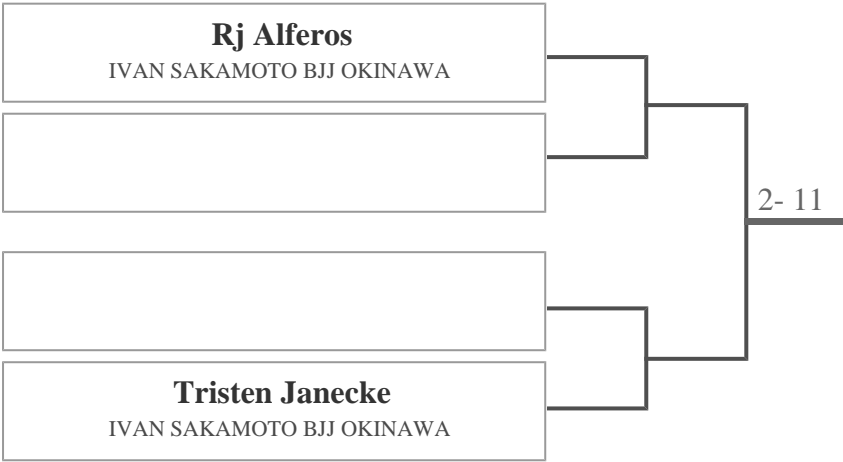 Rj Alferos
IVAN SAKAMOTO BJJ OKINAWA
2- 11
Tristen Janecke
IVAN SAKAMOTO BJJ OKINAWA